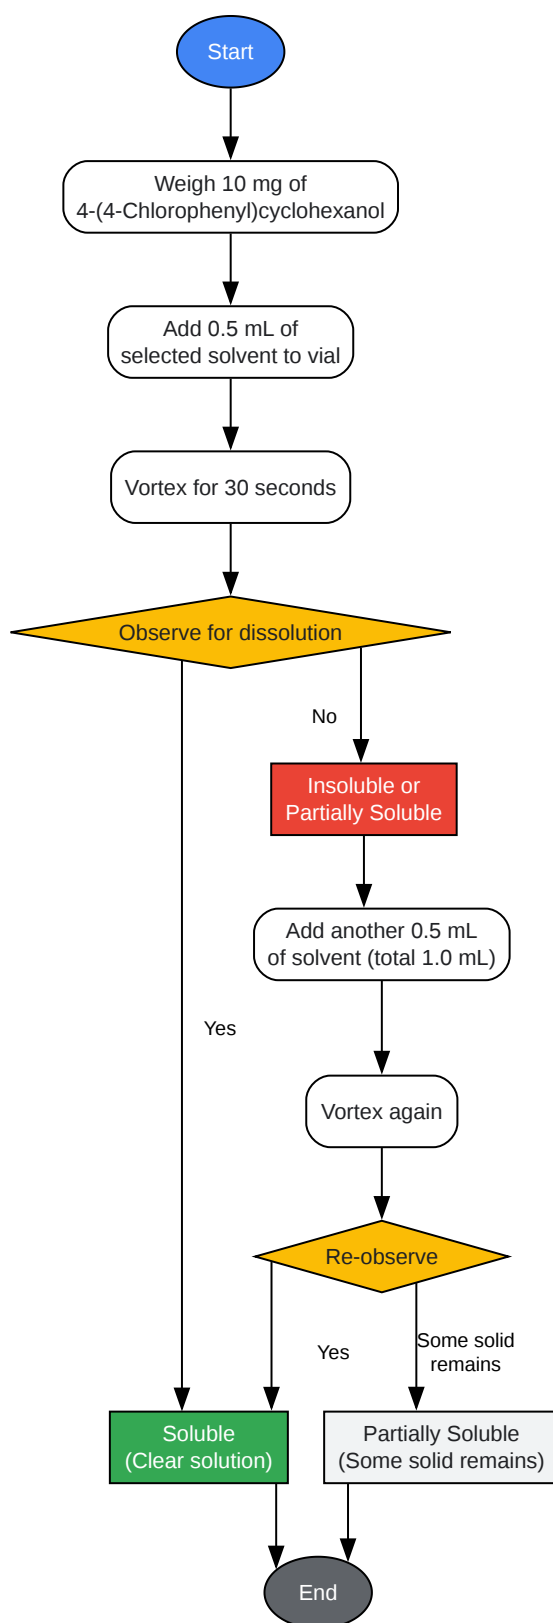 Start
Weigh 10 mg of
4-(4-Chlorophenyl)cyclohexanol
Add 0.5 mL of
selected solvent to vial
Vortex for 30 seconds
Observe for dissolution
No
Insoluble or
Partially Soluble
Add another 0.5 mL
of solvent (total 1.0 mL)
Yes
Vortex again
Re-observe
Yes
Some solid
remains
Soluble
(Clear solution)
Partially Soluble
(Some solid remains)
End